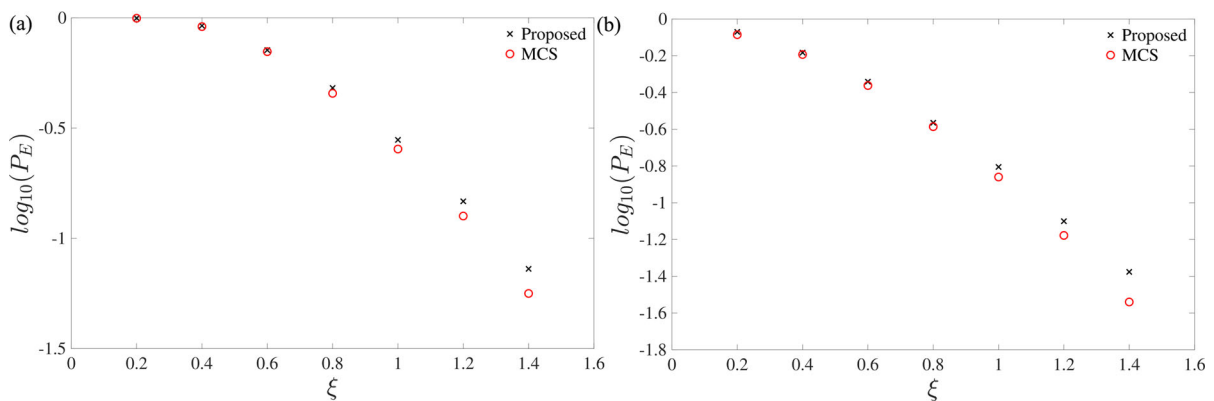 (a)
0
-0.5
-1
-1.5
0 0.2 0.4 0.6 0.8 1 1.2 1.4 1.6
ξ
log10(PE)
× Proposed
○ MCS
(b)
0
-0.2
-0.4
-0.6
-0.8
-1
-1.2
-1.4
-1.6
-1.8
0 0.2 0.4 0.6 0.8 1 1.2 1.4 1.6
ξ
log10(PE)
× Proposed
○ MCS